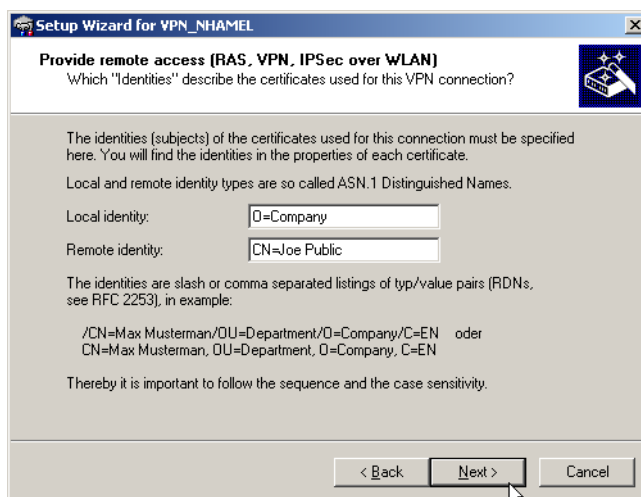 Setup Wizard for VPN_NHAMEL
Provide remote access (RAS, VPN, IPSec over WLAN)
Which "Identities" describe the certificates used for this VPN connection?
The identities (subjects) of the certificates used for this connection must be specified
here. You will find the identities in the properties of each certificate.
Local and remote identity types are so called ASN.1 Distinguished Names.
Local identity: O=Company
Remote identity: CN=Joe Public
The identities are slash or comma separated listings of typ/value pairs (RDNs,
see RFC 2253), in example:
/CN=Max Musterman/OU=Department/O=Company/C=EN oder
CN=Max Musterman, OU=Department, O=Company, C=EN
Thereby it is important to follow the sequence and the case sensitivity.
< Back Next > Cancel